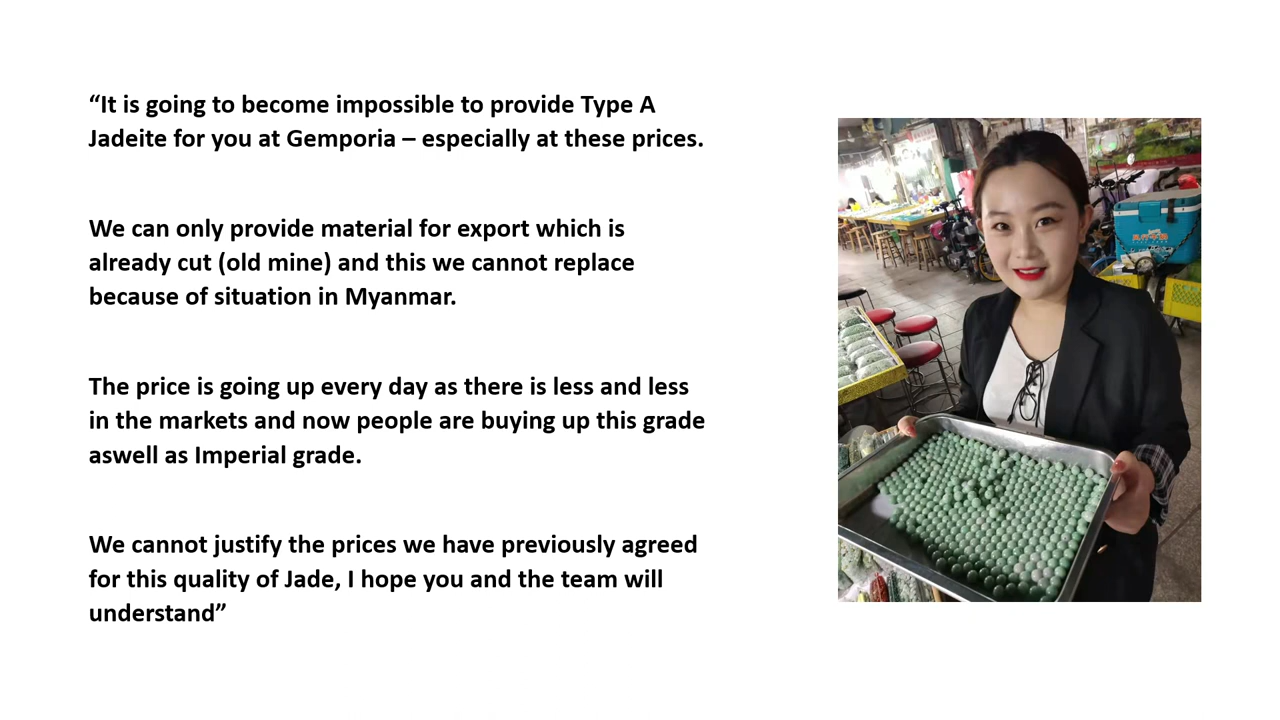 “It is going to become impossible to provide Type A
Jadeite for you at Gemporia – especially at these prices.
We can only provide material for export which is
already cut (old mine) and this we cannot replace
because of situation in Myanmar.
The price is going up every day as there is less and less
in the markets and now people are buying up this grade
aswell as Imperial grade.
We cannot justify the prices we have previously agreed
for this quality of Jade, I hope you and the team will
understand”